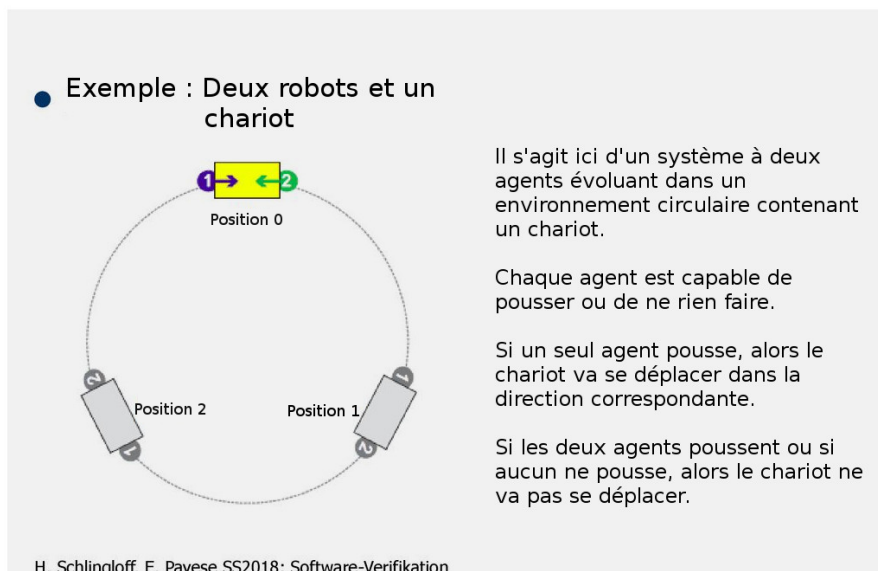 Exemple : Deux robots et un
chariot
1
2
Position 0
Il s'agit ici d'un système à deux
agents évoluant dans un
environnement circulaire contenant
un chariot.
Chaque agent est capable de
pousser ou de ne rien faire.
Si un seul agent pousse, alors le
chariot va se déplacer dans la
direction correspondante.
Si les deux agents poussent ou si
aucun ne pousse, alors le chariot ne
va pas se déplacer.
2
Position 2
1
1
Position 1
2
H. Schlingloff, E. Pavese SS2018: Software-Verifikation